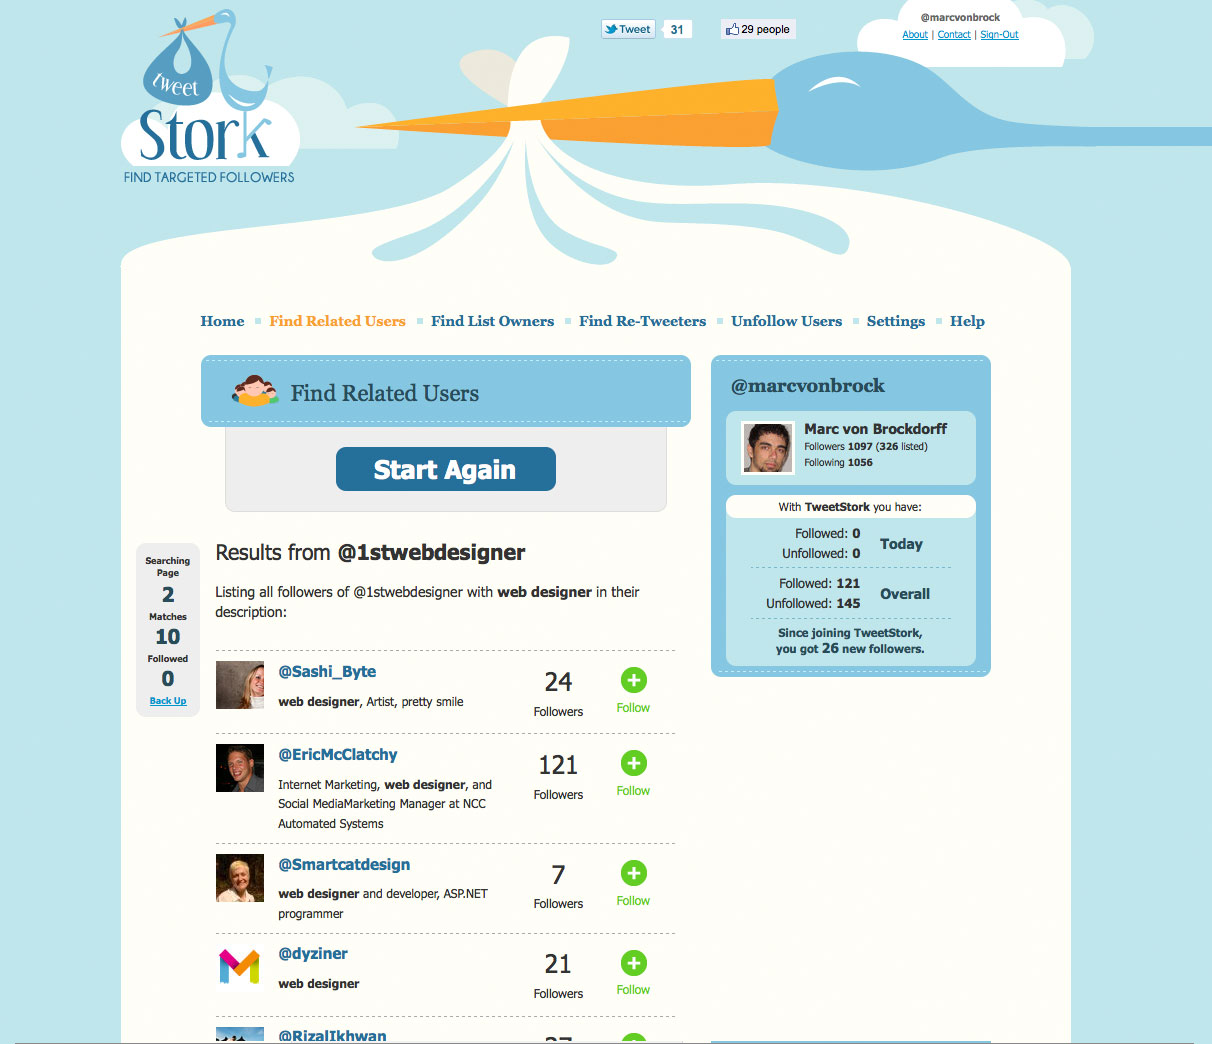 tweet
Stork
FIND TARGETED FOLLOWERS
Tweet 31
29 people
@marcvonbrock
About | Contact | Sign-Out
Home Find Related Users Find List Owners Find Re-Tweeters Unfollow Users Settings Help
Find Related Users
Start Again
Searching
Page
2
Matches
10
Followed
0
Back Up
Results from @1stwebdesigner
Listing all followers of @1stwebdesigner with web designer in their
description:
@Sashi_Byte
web designer, Artist, pretty smile
24
Followers
Follow
@EricMcClatchy
Internet Marketing, web designer, and
Social MediaMarketing Manager at NCC
Automated Systems
121
Followers
Follow
@Smartcatdesign
web designer and developer, ASP.NET
programmer
7
Followers
Follow
@dyziner
web designer
21
Followers
Follow
@RizalIkhwan
@marcvonbrock
Marc von Brockdorff
Followers 1097 (326 listed)
Following 1056
With TweetStork you have:
Followed: 0
Unfollowed: 0
Today
Followed: 121
Unfollowed: 145
Overall
Since joining TweetStork,
you got 26 new followers.